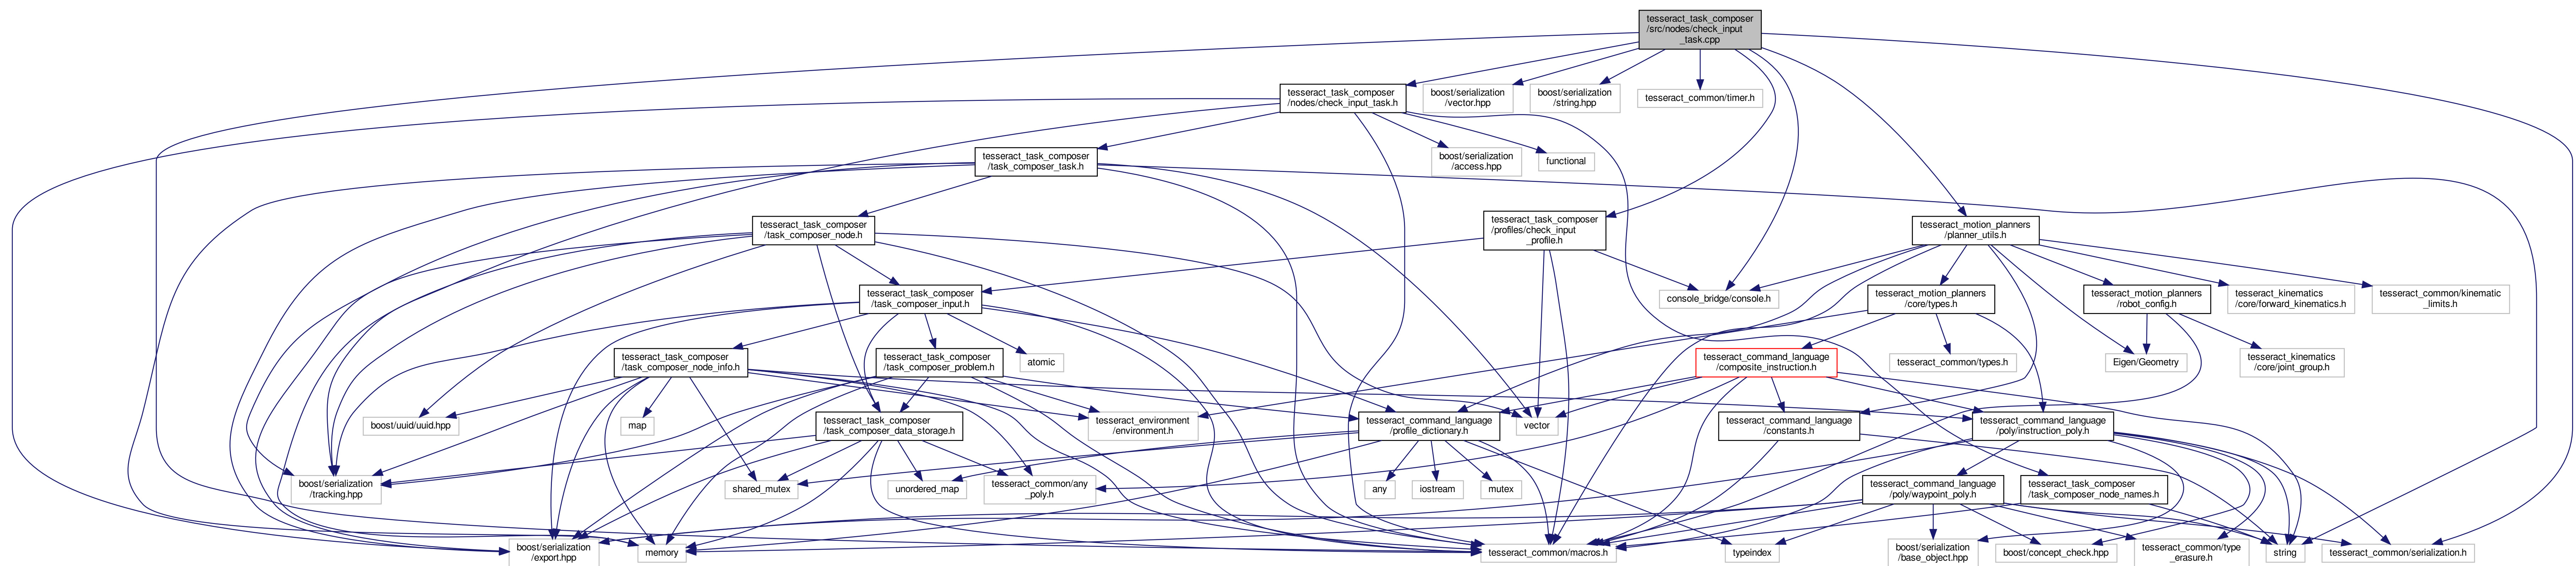 tesseract_task_composer
/src/nodes/check_input
_task.cpp
tesseract_task_composer
/nodes/check_input_task.h
boost/serialization
/vector.hpp
boost/serialization
/string.hpp
tesseract_common/timer.h
tesseract_task_composer
/task_composer_task.h
boost/serialization
/access.hpp
functional
tesseract_task_composer
/task_composer_node.h
tesseract_task_composer
/profiles/check_input
_profile.h
tesseract_motion_planners
/planner_utils.h
tesseract_task_composer
/task_composer_input.h
console_bridge/console.h
tesseract_motion_planners
/core/types.h
tesseract_motion_planners
/robot_config.h
tesseract_kinematics
/core/forward_kinematics.h
tesseract_common/kinematic
_limits.h
tesseract_task_composer
/task_composer_node_info.h
tesseract_task_composer
/task_composer_problem.h
atomic
tesseract_command_language
/composite_instruction.h
tesseract_common/types.h
Eigen/Geometry
tesseract_kinematics
/core/joint_group.h
boost/uuid/uuid.hpp
map
tesseract_task_composer
/task_composer_data_storage.h
tesseract_environment
/environment.h
tesseract_command_language
/profile_dictionary.h
vector
tesseract_command_language
/constants.h
tesseract_command_language
/poly/instruction_poly.h
boost/serialization
/tracking.hpp
shared_mutex
unordered_map
tesseract_common/any
_poly.h
any
iostream
mutex
tesseract_command_language
/poly/waypoint_poly.h
tesseract_task_composer
/task_composer_node_names.h
boost/serialization
/export.hpp
memory
tesseract_common/macros.h
typeindex
boost/serialization
/base_object.hpp
boost/concept_check.hpp
tesseract_common/type
_erasure.h
string
tesseract_common/serialization.h